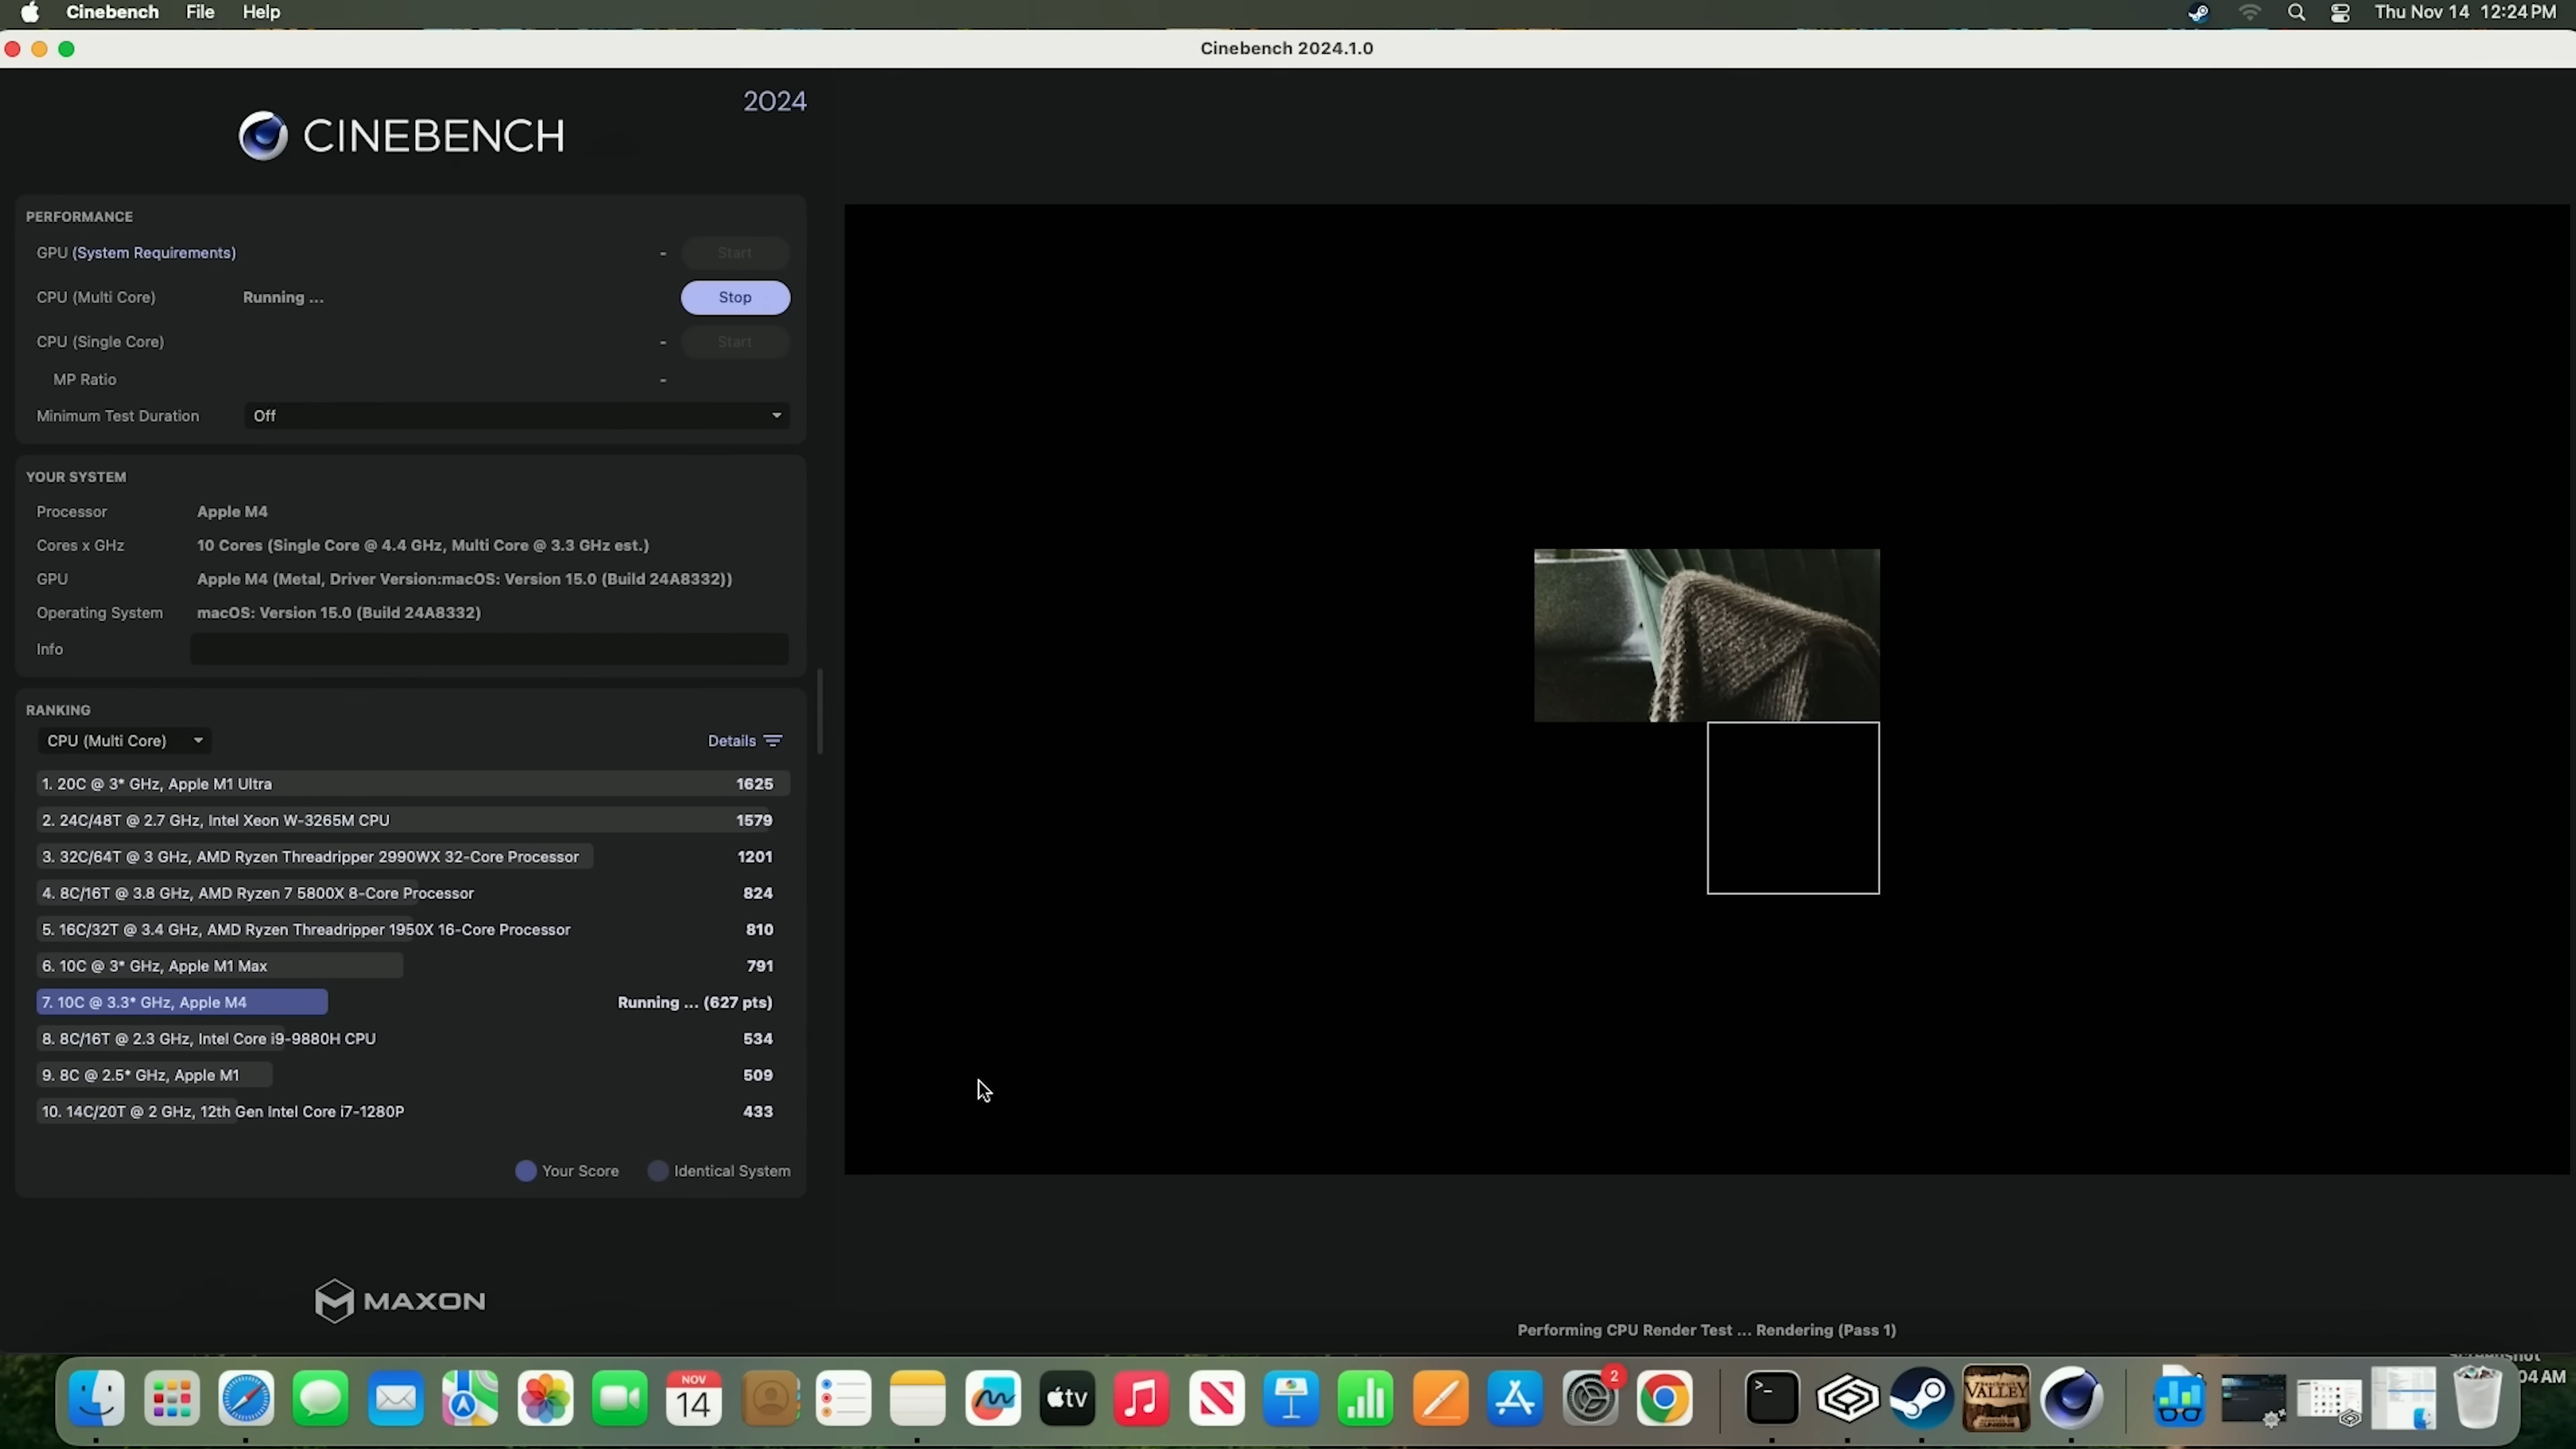 Cinebench File Help Thu Nov 14 12:24 PM
Cinebench 2024.1.0
2024
CINEBENCH
PERFORMANCE
GPU (System Requirements) - Start
CPU (Multi Core) Running ... Stop
CPU (Single Core) - Start
MP Ratio -
Minimum Test Duration Off
YOUR SYSTEM
Processor Apple M4
Cores x GHz 10 Cores (Single Core @ 4.4 GHz, Multi Core @ 3.3 GHz est.)
GPU Apple M4 (Metal, Driver Version:macOS: Version 15.0 (Build 24A8332))
Operating System macOS: Version 15.0 (Build 24A8332)
Info
RANKING
CPU (Multi Core) Details
1. 20C @ 3* GHz, Apple M1 Ultra 1625
2. 24C/48T @ 2.7 GHz, Intel Xeon W-3265M CPU 1579
3. 32C/64T @ 3 GHz, AMD Ryzen Threadripper 2990WX 32-Core Processor 1201
4. 8C/16T @ 3.8 GHz, AMD Ryzen 7 5800X 8-Core Processor 824
5. 16C/32T @ 3.4 GHz, AMD Ryzen Threadripper 1950X 16-Core Processor 810
6. 10C @ 3* GHz, Apple M1 Max 791
7. 10C @ 3.3* GHz, Apple M4 Running ... (627 pts)
8. 8C/16T @ 2.3 GHz, Intel Core i9-9880H CPU 534
9. 8C @ 2.5* GHz, Apple M1 509
10. 14C/20T @ 2 GHz, 12th Gen Intel Core i7-1280P 433
Your Score Identical System
MAXON
Performing CPU Render Test ... Rendering (Pass 1)
NOV
14
tv
2
>_
VALLEY
04 AM